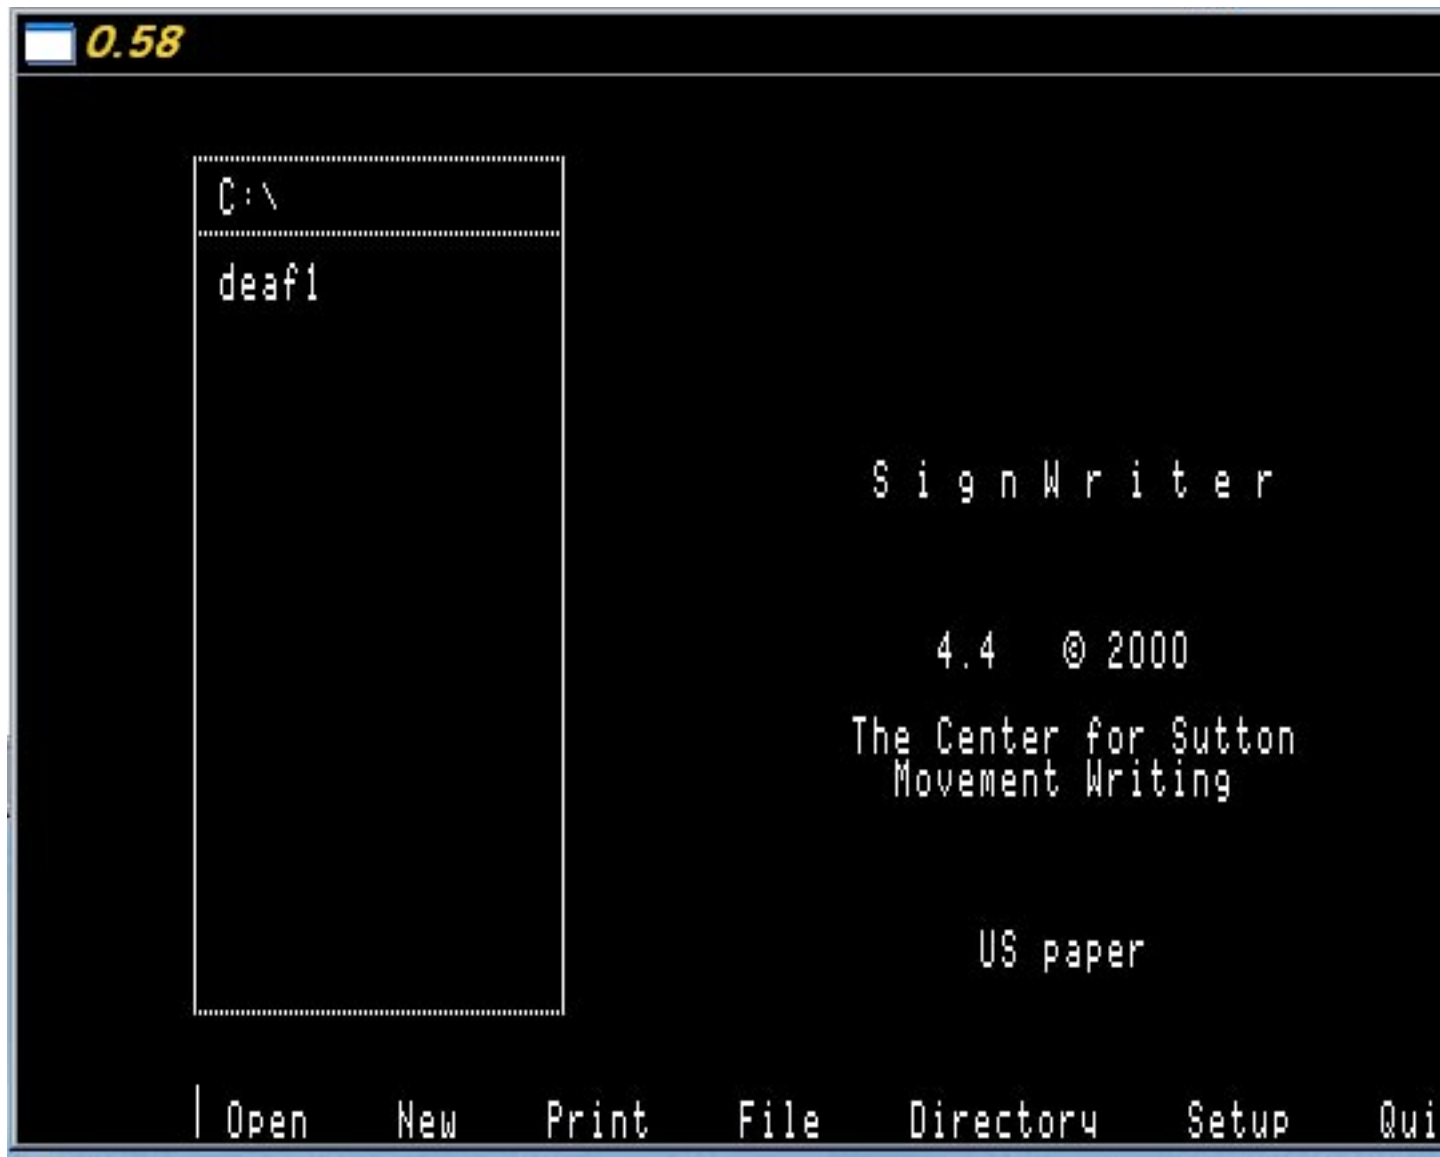 0.58
C:\
deaf1
SignWriter
4.4 © 2000
The Center for Sutton
Movement Writing
US paper
Open New Print File Directory Setup Qui